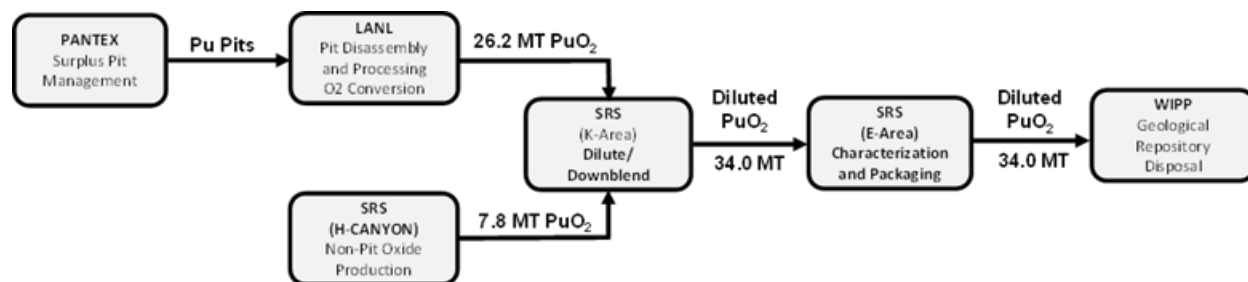 PANTEX
Surplus Pit
Management
Pu Pits
LANL
Pit Disassembly
and Processing
O2 Conversion
26.2 MT PuO2
SRS
(H-CANYON)
Non-Pit Oxide
Production
7.8 MT PuO2
SRS
(K-Area)
Dilute/
Downblend
Diluted
PuO2
34.0 MT
SRS
(E-Area)
Characterization
and Packaging
Diluted
PuO2
34.0 MT
WIPP
Geological
Repository
Disposal